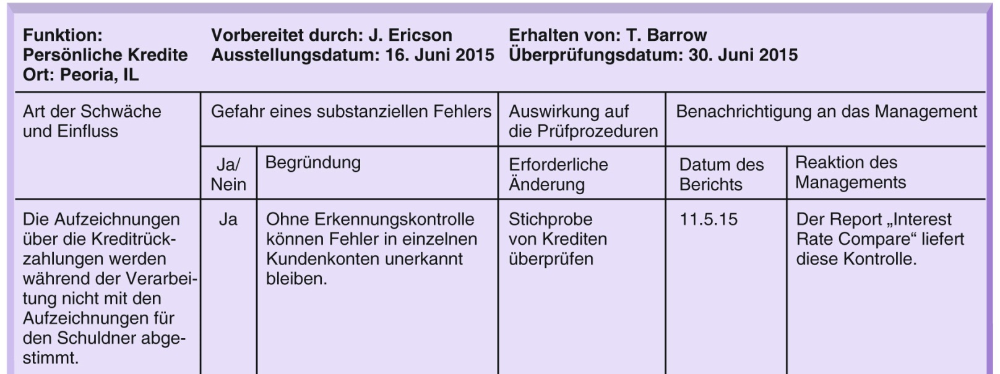 Funktion:
Persönliche Kredite
Ort: Peoria, IL
Vorbereitet durch: J. Ericson
Ausstellungsdatum: 16. Juni 2015
Erhalten von: T. Barrow
Überprüfungsdatum: 30. Juni 2015
Art der Schwäche
und Einfluss
Gefahr eines substanziellen Fehlers
Auswirkung auf
die Prüfprozeduren
Benachrichtigung an das Management
Ja/
Nein
Begründung
Erforderliche
Änderung
Datum des
Berichts
Reaktion des
Managements
Die Aufzeichnungen
über die Kreditrück-
zahlungen werden
während der Verarbei-
tung nicht mit den
Aufzeichnungen für
den Schuldner abge-
stimmt.
Ja
Ohne Erkennungskontrolle
können Fehler in einzelnen
Kundenkonten unerkannt
bleiben.
Stichprobe
von Krediten
überprüfen
11.5.15
Der Report „Interest
Rate Compare“ liefert
diese Kontrolle.